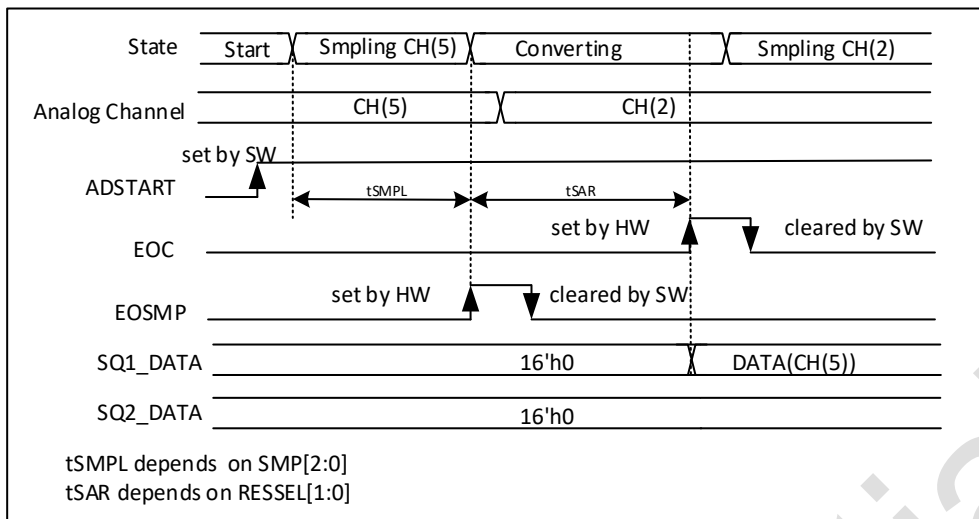 State Start Smpling CH(5) Converting Smpling CH(2)
Analog Channel CH(5) CH(2)
set by SW
ADSTART tSMPL tSAR
set by HW cleared by SW
EOC
set by HW cleared by SW
EOSMP
SQ1_DATA 16'h0 DATA(CH(5))
SQ2_DATA 16'h0
tSMPL depends on SMP[2:0]
tSAR depends on RESSEL[1:0]